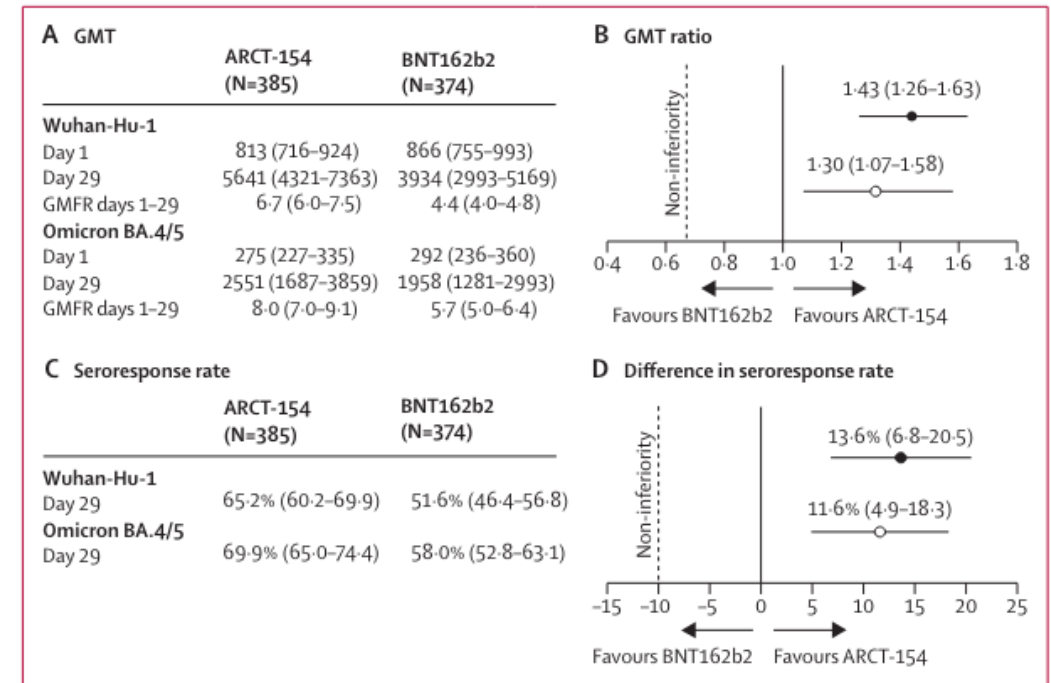 A GMT
ARCT-154 BNT162b2
(N=385) (N=374)
Wuhan-Hu-1
Day 1 813 (716–924) 866 (755–993)
Day 29 5641 (4321–7363) 3934 (2993–5169)
GMFR days 1–29 6·7 (6·0–7·5) 4·4 (4·0–4·8)
Omicron BA.4/5
Day 1 275 (227–335) 292 (236–360)
Day 29 2551 (1687–3859) 1958 (1281–2993)
GMFR days 1–29 8·0 (7·0–9·1) 5·7 (5·0–6·4)
B GMT ratio
Non-inferiority
1·43 (1·26–1·63)
1·30 (1·07–1·58)
0·4 0·6 0·8 1·0 1·2 1·4 1·6 1·8
Favours BNT162b2 Favours ARCT-154
C Seroresponse rate
ARCT-154 BNT162b2
(N=385) (N=374)
Wuhan-Hu-1
Day 29 65·2% (60·2–69·9) 51·6% (46·4–56·8)
Omicron BA.4/5
Day 29 69·9% (65·0–74·4) 58·0% (52·8–63·1)
D Difference in seroresponse rate
Non-inferiority
13·6% (6·8–20·5)
11·6% (4·9–18·3)
–15 –10 –5 0 5 10 15 20 25
Favours BNT162b2 Favours ARCT-154